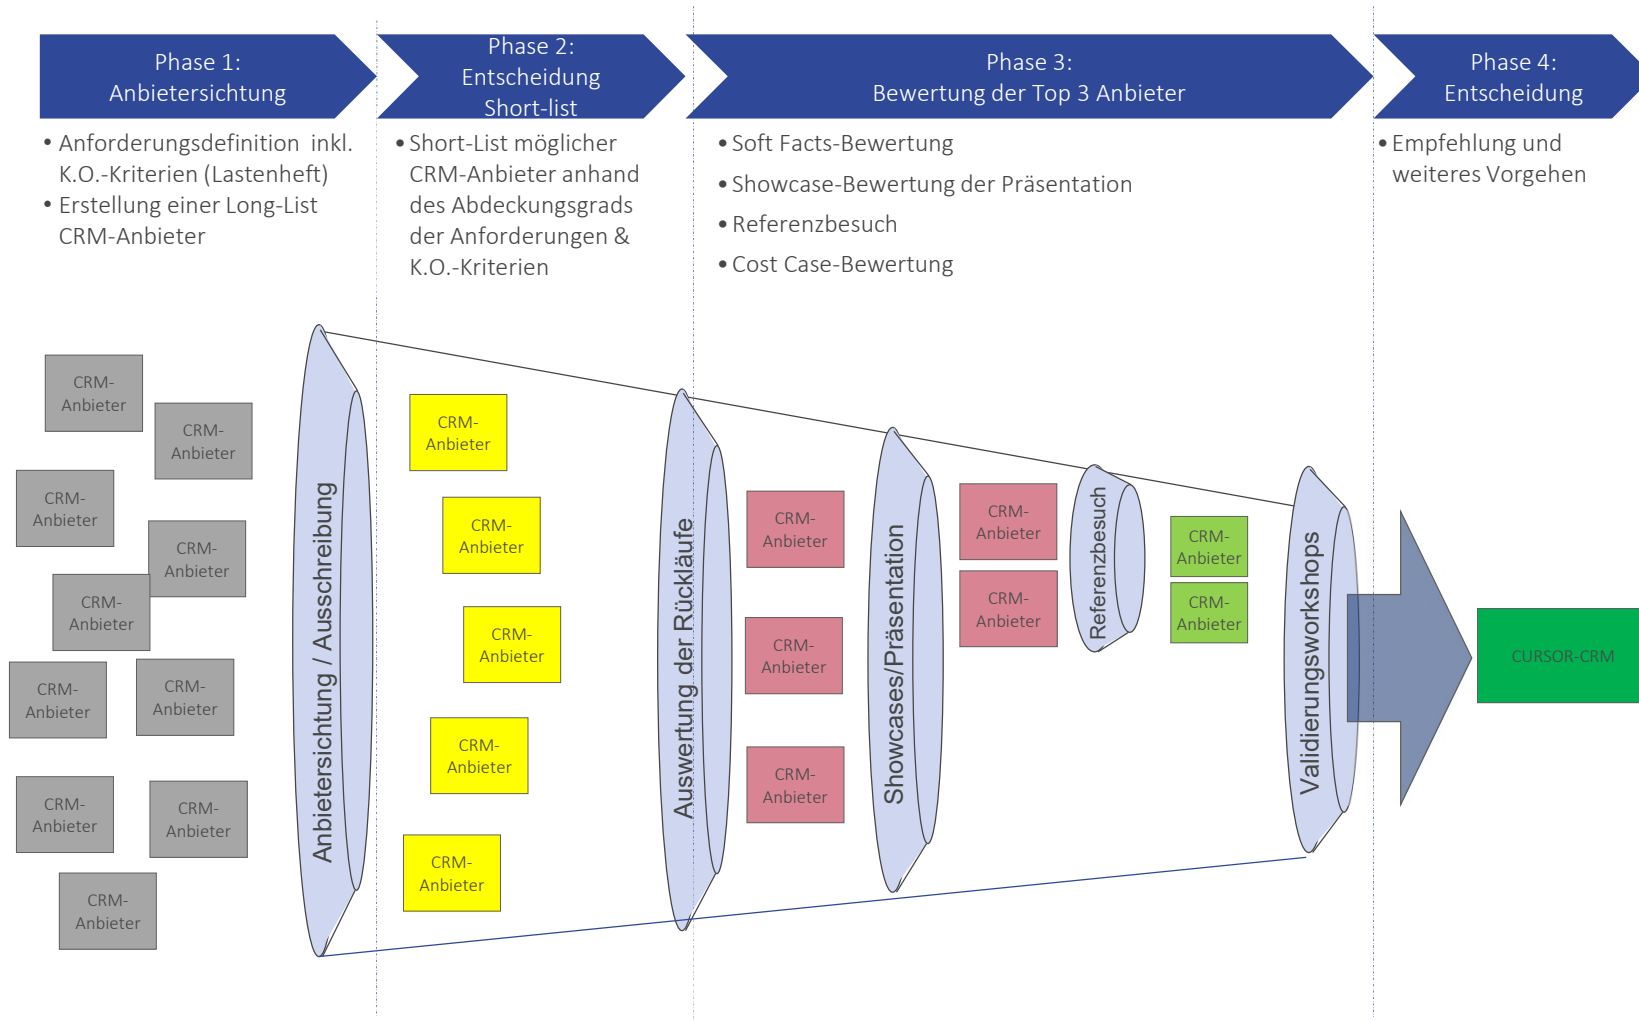 Phase 1:
Anbietersichtung
Phase 2:
Entscheidung
Short-list
Phase 3:
Bewertung der Top 3 Anbieter
Phase 4:
Entscheidung
• Anforderungsdefinition inkl.
K.O.-Kriterien (Lastenheft)
• Erstellung einer Long-List
CRM-Anbieter
• Short-List möglicher
CRM-Anbieter anhand
des Abdeckungsgrads
der Anforderungen &
K.O.-Kriterien
• Soft Facts-Bewertung
• Showcase-Bewertung der Präsentation
• Referenzbesuch
• Cost Case-Bewertung
• Empfehlung und
weiteres Vorgehen
CRM-
Anbieter
CRM-
Anbieter
CRM-
Anbieter
CRM-
Anbieter
CRM-
Anbieter
CRM-
Anbieter
CRM-
Anbieter
CRM-
Anbieter
CRM-
Anbieter
CRM-
Anbieter
Anbietersichtung / Ausschreibung
CRM-
Anbieter
CRM-
Anbieter
CRM-
Anbieter
CRM-
Anbieter
CRM-
Anbieter
Auswertung der Rückläufe
CRM-
Anbieter
CRM-
Anbieter
CRM-
Anbieter
Showcases/Präsentation
CRM-
Anbieter
CRM-
Anbieter
Referenzbesuch
CRM-
Anbieter
CRM-
Anbieter
Validierungsworkshops
CURSOR-CRM